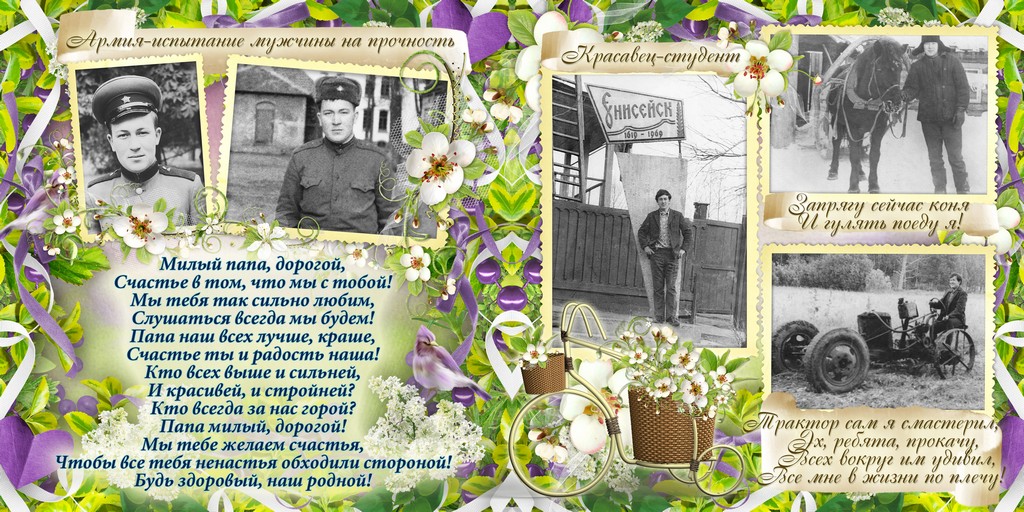 Армия-испытание мужчины на прочность
Милый папа, дорогой,
Счастье в том, что мы с тобой!
Мы тебя так сильно любим,
Слушаться всегда мы будем!
Папа наш всех лучше, краше,
Счастье ты и радость наша!
Кто всех выше и сильней,
И красивей, и стройней?
Кто всегда за нас горой?
Папа милый, дорогой!
Мы тебе желаем счастья,
Чтобы все тебя ненастья обходили стороной!
Будь здоровый, наш родной!
Красавец-студент
Енисейск
1619 - 1969
Запрягу сейчас коня
И гулять поеду я!
Трактор сам я смастерил,
Эх, ребята, прокачу,
Всех вокруг им удивил,
Все мне в жизни по плечу!